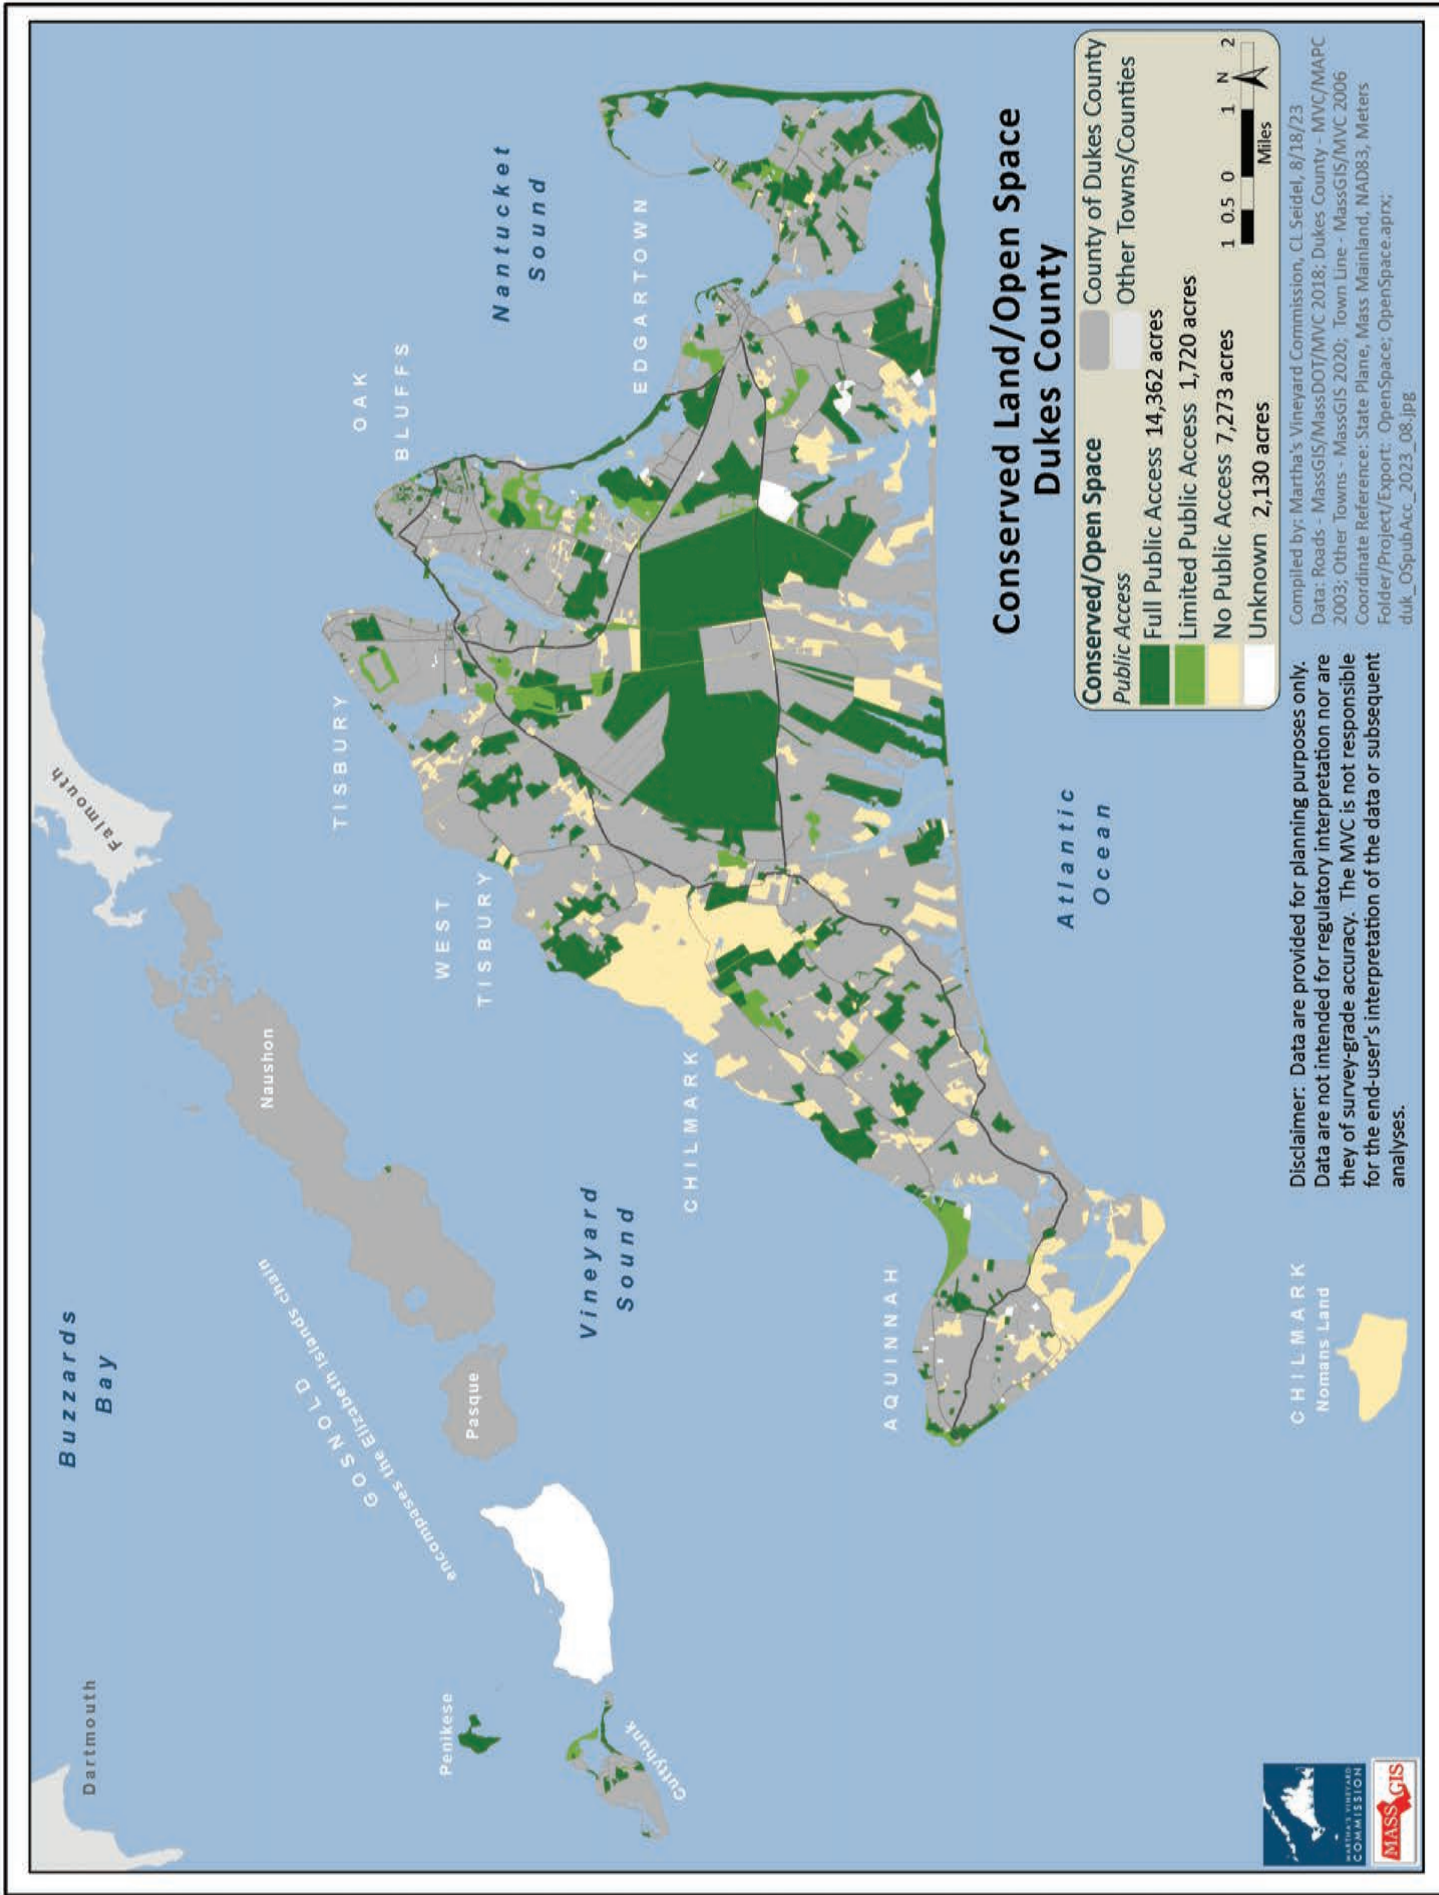 Buzzards
Bay
Dartmouth
Falmouth
Naushon
GOSNOLD
encompases the Elizabeth Islands chain
Pasque
Penikese
Cuttyhunk
Vineyard
Sound
Nantucket
Sound
OAK
BLUFFS
EDGARTOWN
TISBURY
WEST
TISBURY
CHILMARK
AQUINNAH
Atlantic
Ocean
CHILMARK
Nomans Land
Conserved Land/Open Space
Dukes County
Conserved/Open Space
Public Access
Full Public Access 14,362 acres
Limited Public Access 1,720 acres
No Public Access 7,273 acres
Unknown 2,130 acres
County of Dukes County
Other Towns/Counties
1 0.5 0 1 N 2
Miles
Disclaimer: Data are provided for planning purposes only.
Data are not intended for regulatory interpretation nor are
they of survey-grade accuracy. The MVC is not responsible
for the end-user's interpretation of the data or subsequent
analyses.
Compiled by: Martha's Vineyard Commission, CL Seidel, 8/18/23
Data: Roads - MassGIS/MassDOT/MVC 2018; Dukes County - MVC/MAPC
2003; Other Towns - MassGIS 2020; Town Line - MassGIS/MVC 2006
Coordinate Reference: State Plane, Mass Mainland, NAD83, Meters
Folder/Project/Export: OpenSpace; OpenSpace.aprx;
duk_OSpubAcc_2023_08.jpg
MARTHA'S VINEYARD
COMMISSION
MASSGIS